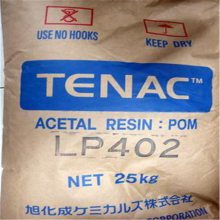 USE NO HOOKS
KEEP DRY
TENAC™
ACETAL RESIN : POM
LP402
NET 25kg
旭化成ケミカルズ株式会社
CORPORATION